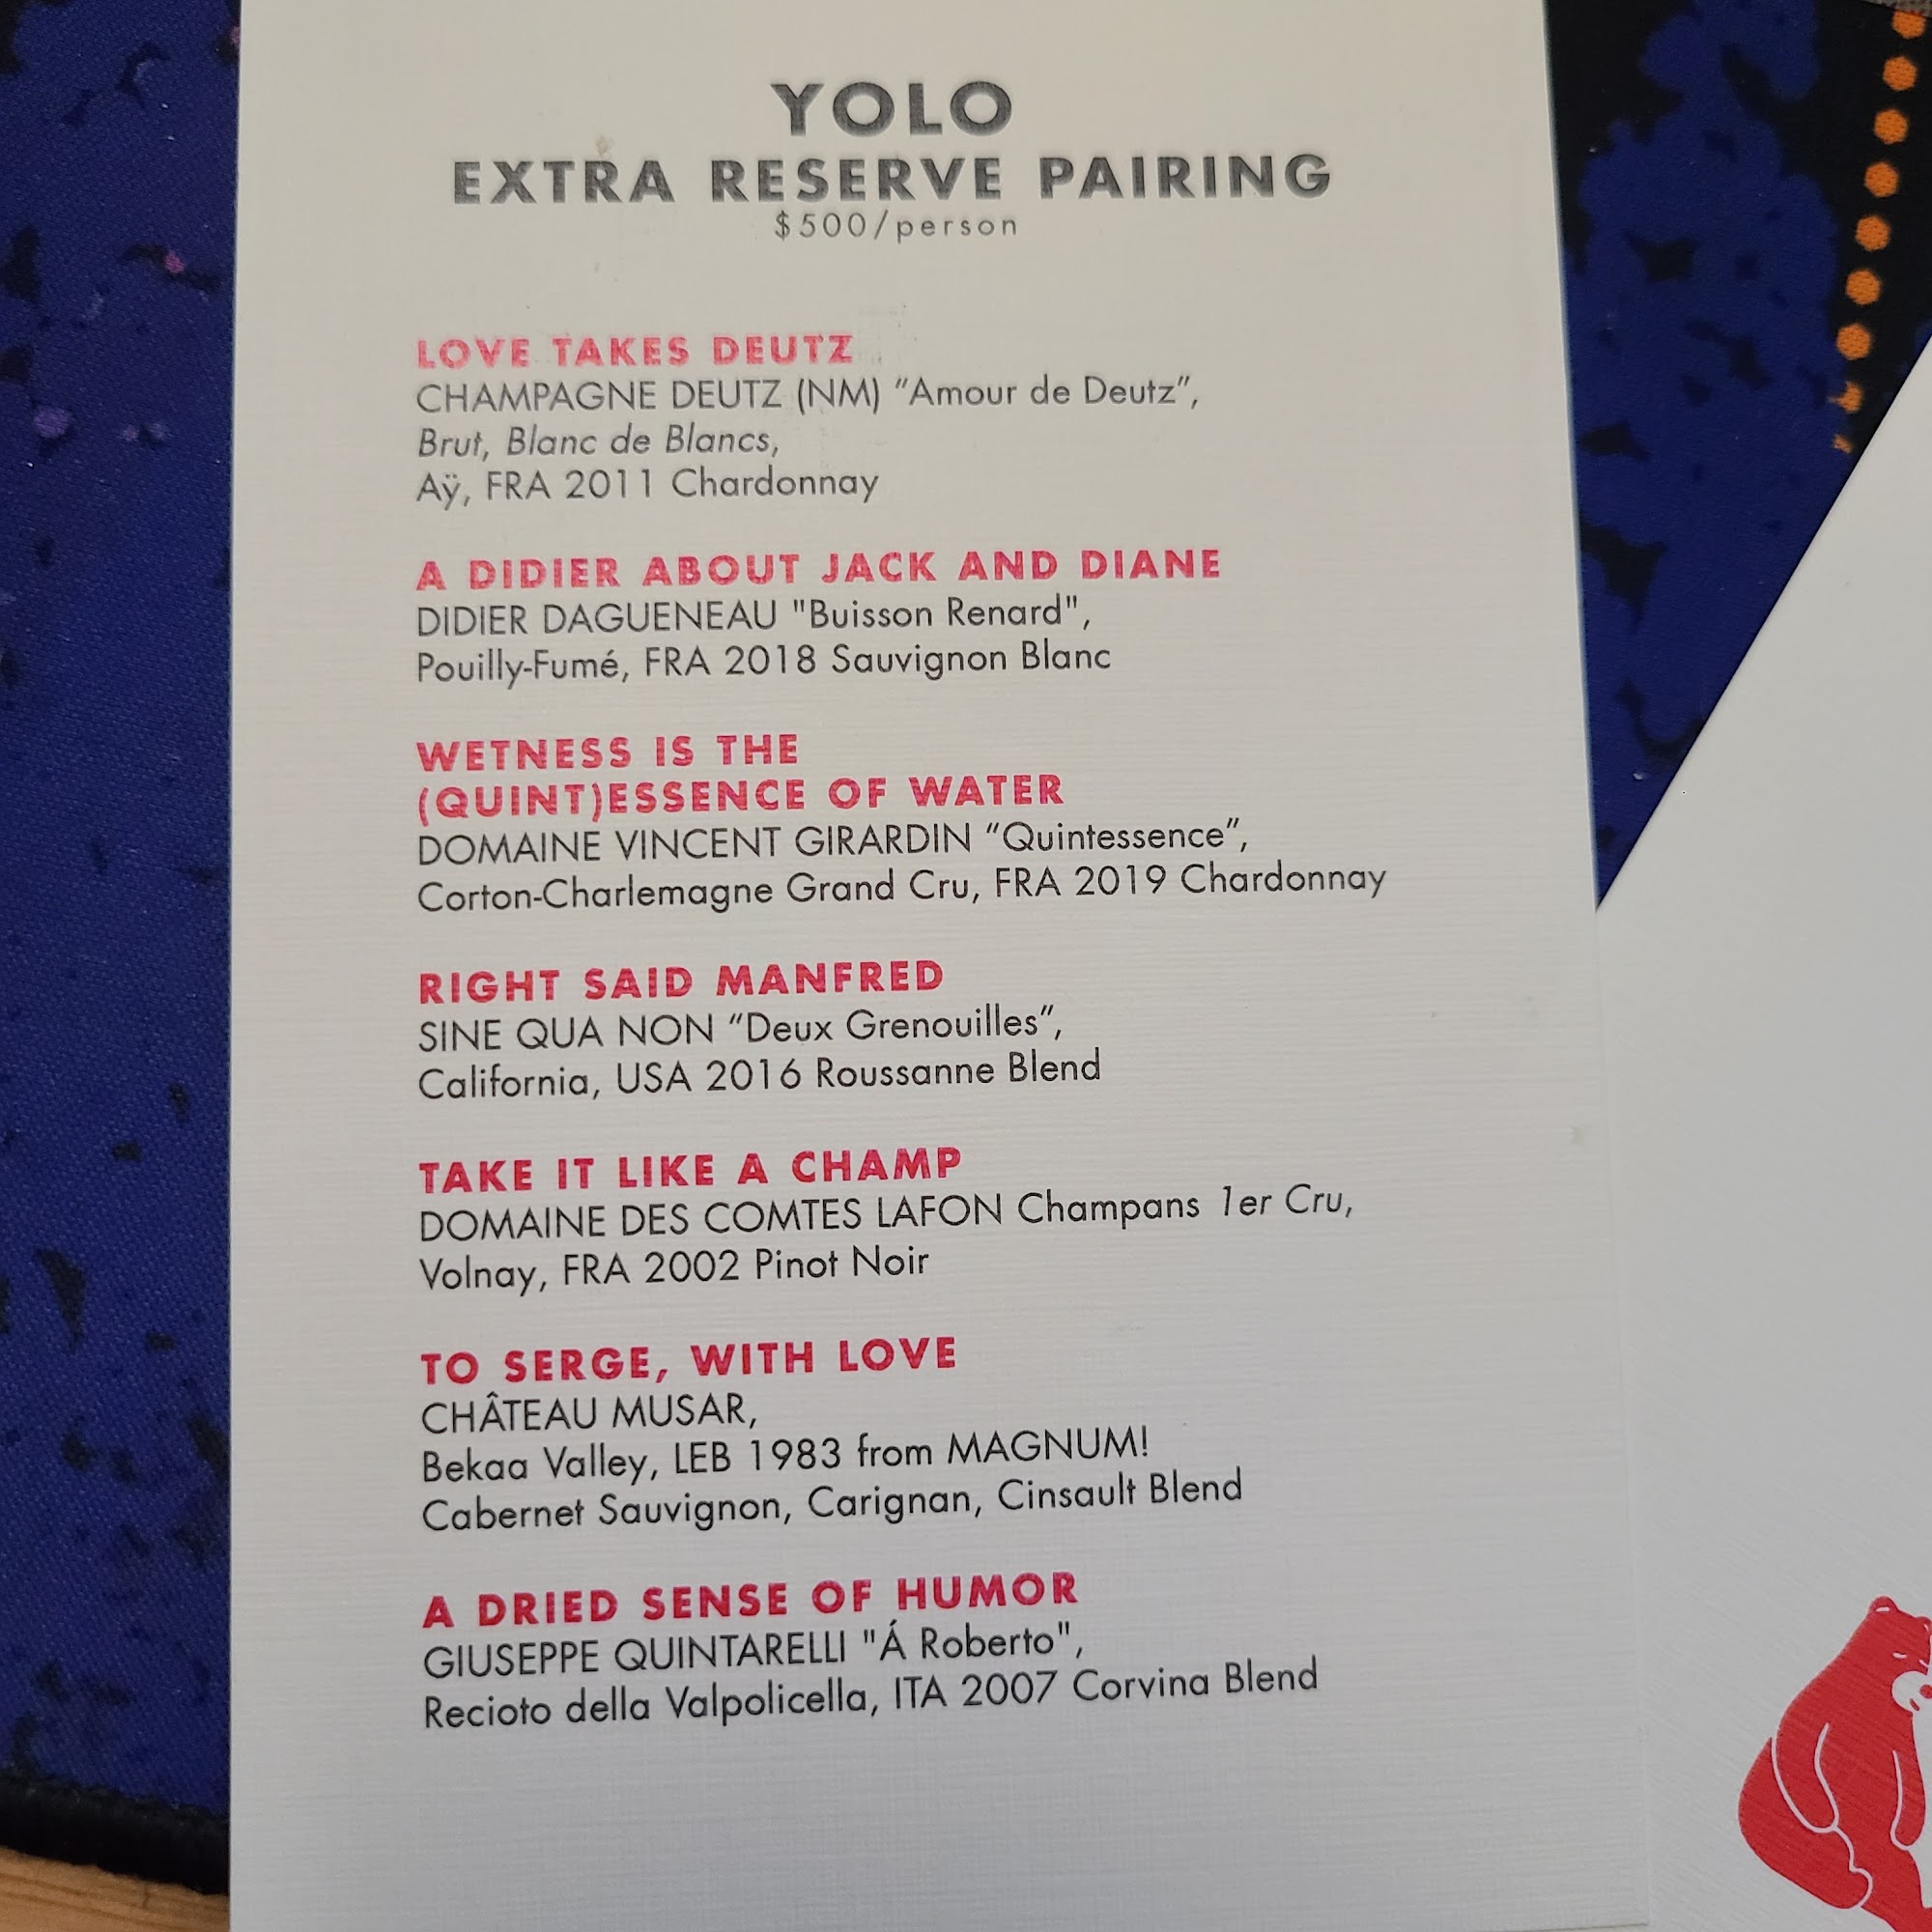 YOLO
EXTRA RESERVE PAIRING
$500/person
LOVE TAKES DEUTZ
CHAMPAGNE DEUTZ (NM) “Amour de Deutz”,
Brut, Blanc de Blancs,
Aÿ, FRA 2011 Chardonnay
A DIDIER ABOUT JACK AND DIANE
DIDIER DAGUENEAU "Buisson Renard",
Pouilly-Fumé, FRA 2018 Sauvignon Blanc
WETNESS IS THE
(QUINT)ESSENCE OF WATER
DOMAINE VINCENT GIRARDIN “Quintessence”,
Corton-Charlemagne Grand Cru, FRA 2019 Chardonnay
RIGHT SAID MANFRED
SINE QUA NON “Deux Grenouilles”,
California, USA 2016 Roussanne Blend
TAKE IT LIKE A CHAMP
DOMAINE DES COMTES LAFON Champans 1er Cru,
Volnay, FRA 2002 Pinot Noir
TO SERGE, WITH LOVE
CHÂTEAU MUSAR,
Bekaa Valley, LEB 1983 from MAGNUM!
Cabernet Sauvignon, Carignan, Cinsault Blend
A DRIED SENSE OF HUMOR
GIUSEPPE QUINTARELLI "Á Roberto",
Recioto della Valpolicella, ITA 2007 Corvina Blend